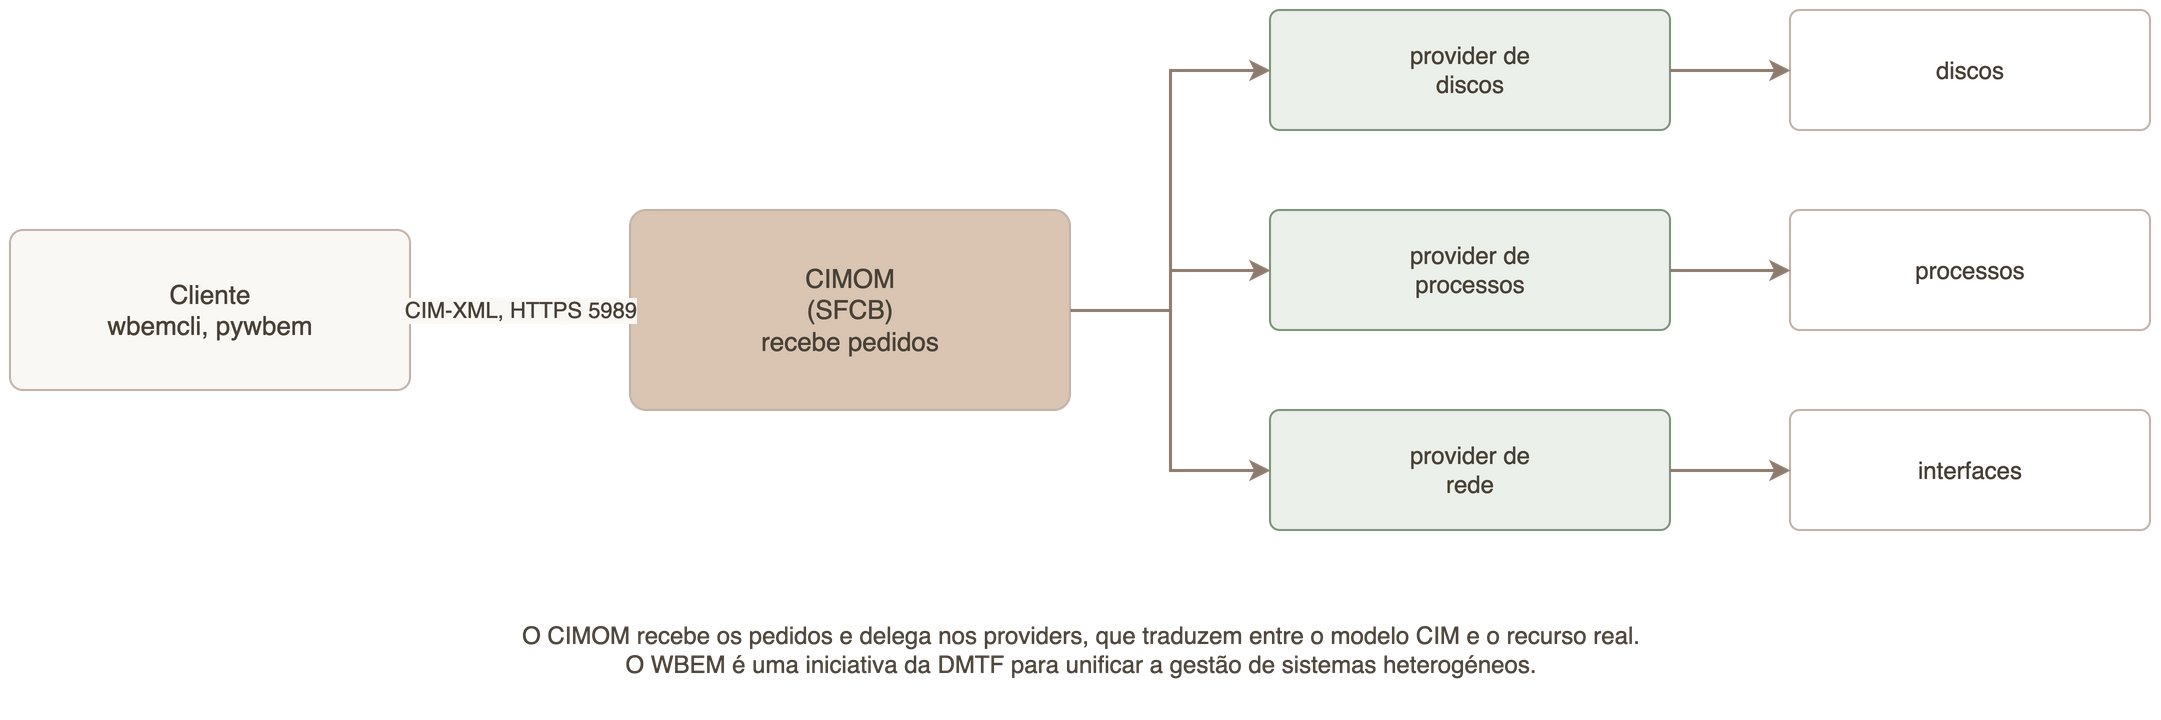 Cliente
wbemcli, pywbem
CIM-XML, HTTPS 5989
CIMOM
(SFCB)
recebe pedidos
provider de
discos
discos
provider de
processos
processos
provider de
rede
interfaces
O CIMOM recebe os pedidos e delega nos providers, que traduzem entre o modelo CIM e o recurso real.
O WBEM é uma iniciativa da DMTF para unificar a gestão de sistemas heterogéneos.